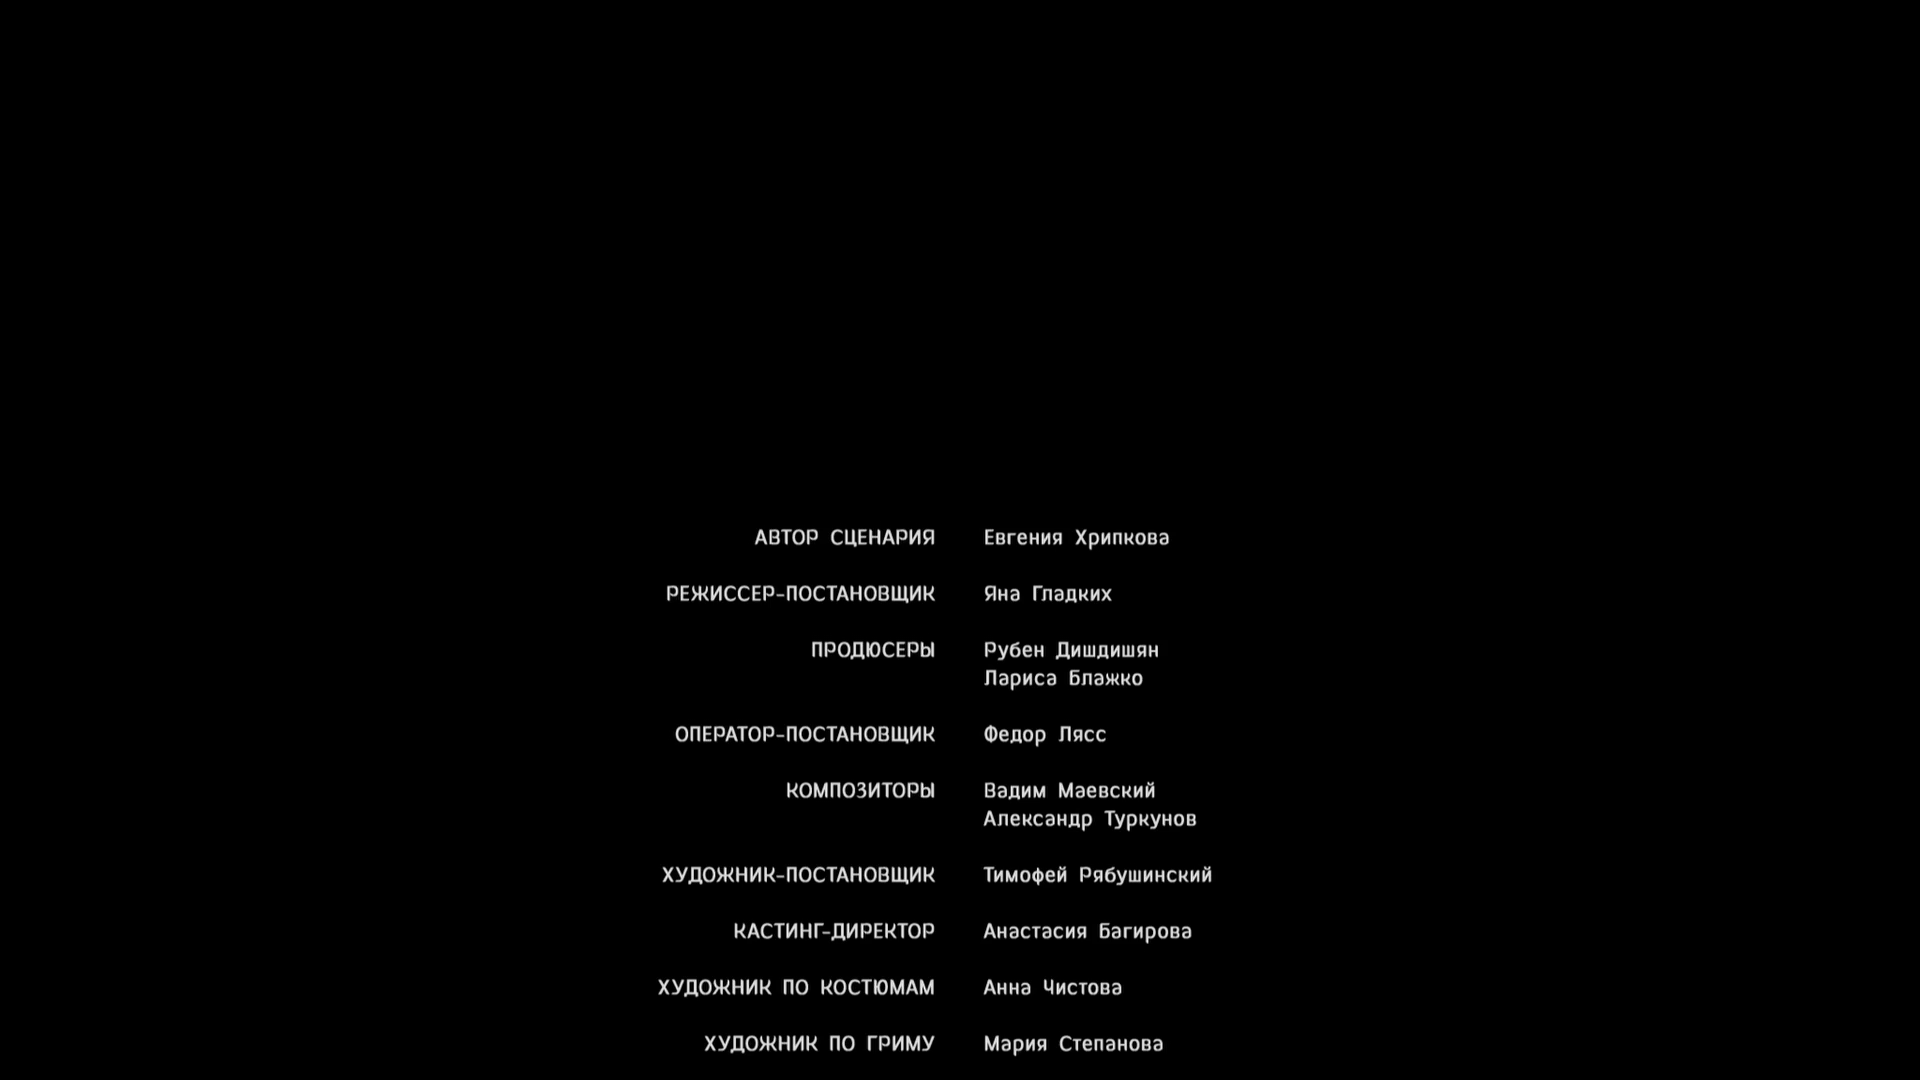 АВТОР СЦЕНАРИЯ Евгения Хрипкова
РЕЖИССЕР-ПОСТАНОВЩИК Яна Гладких
ПРОДЮСЕРЫ Рубен Дишдишян
Лариса Блажко
ОПЕРАТОР-ПОСТАНОВЩИК Федор Лясс
КОМПОЗИТОРЫ Вадим Маевский
Александр Туркунов
ХУДОЖНИК-ПОСТАНОВЩИК Тимофей Рябушинский
КАСТИНГ-ДИРЕКТОР Анастасия Багирова
ХУДОЖНИК ПО КОСТЮМАМ Анна Чистова
ХУДОЖНИК ПО ГРИМУ Мария Степанова